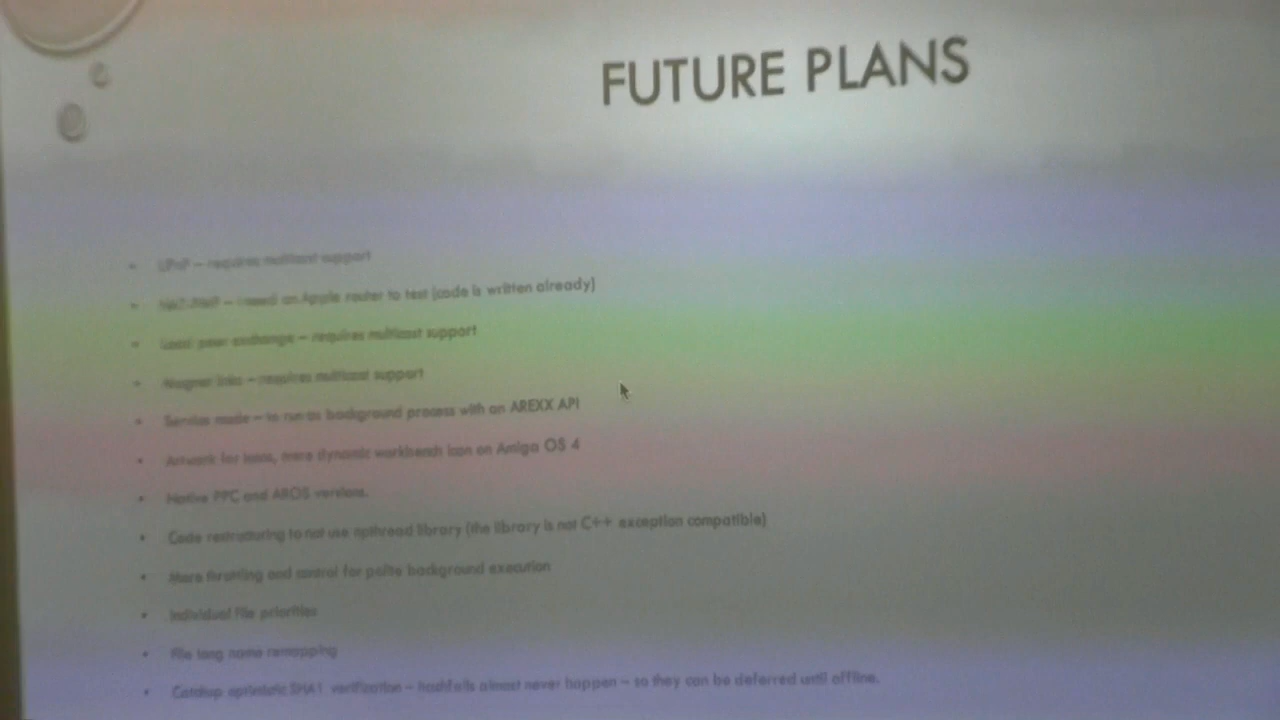 FUTURE PLANS
UPnP – requires multicast support
– need an Apple router to test (code is written already)
Local peer exchange – requires multicast support
Magnet links – requires multicast support
Service mode – to run as background process with an AREXX API
Artwork for icons, more dynamic workbench icon on Amiga OS 4
Native PPC and AROS versions.
Code restructuring to not use npthread library (the library is not C++ exception compatible)
More throttling and control for polite background execution
Individual file priorities
File long name remapping
SHA1 verification – hashfails almost never happen – so they can be deferred until offline.